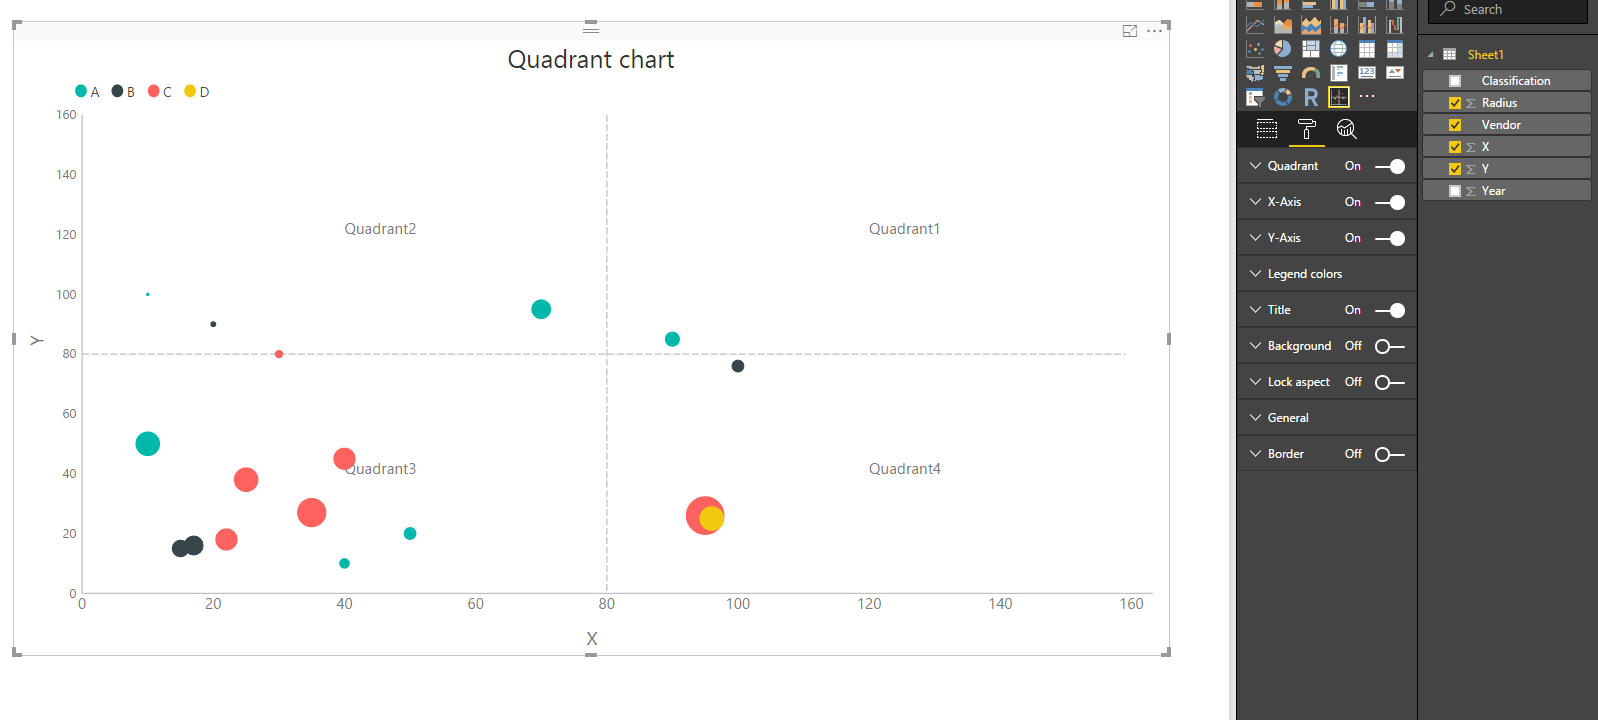 Quadrant chart
A B C D
160
140
120
100
80
60
40
20
0
Y
Quadrant2
Quadrant1
Quadrant3
Quadrant4
0 20 40 60 80 100 120 140 160
X
R
123
Quadrant On
X-Axis On
Y-Axis On
Legend colors
Title On
Background Off
Lock aspect Off
General
Border Off
Search
Sheet1
Classification
Σ Radius
Vendor
Σ X
Σ Y
Σ Year